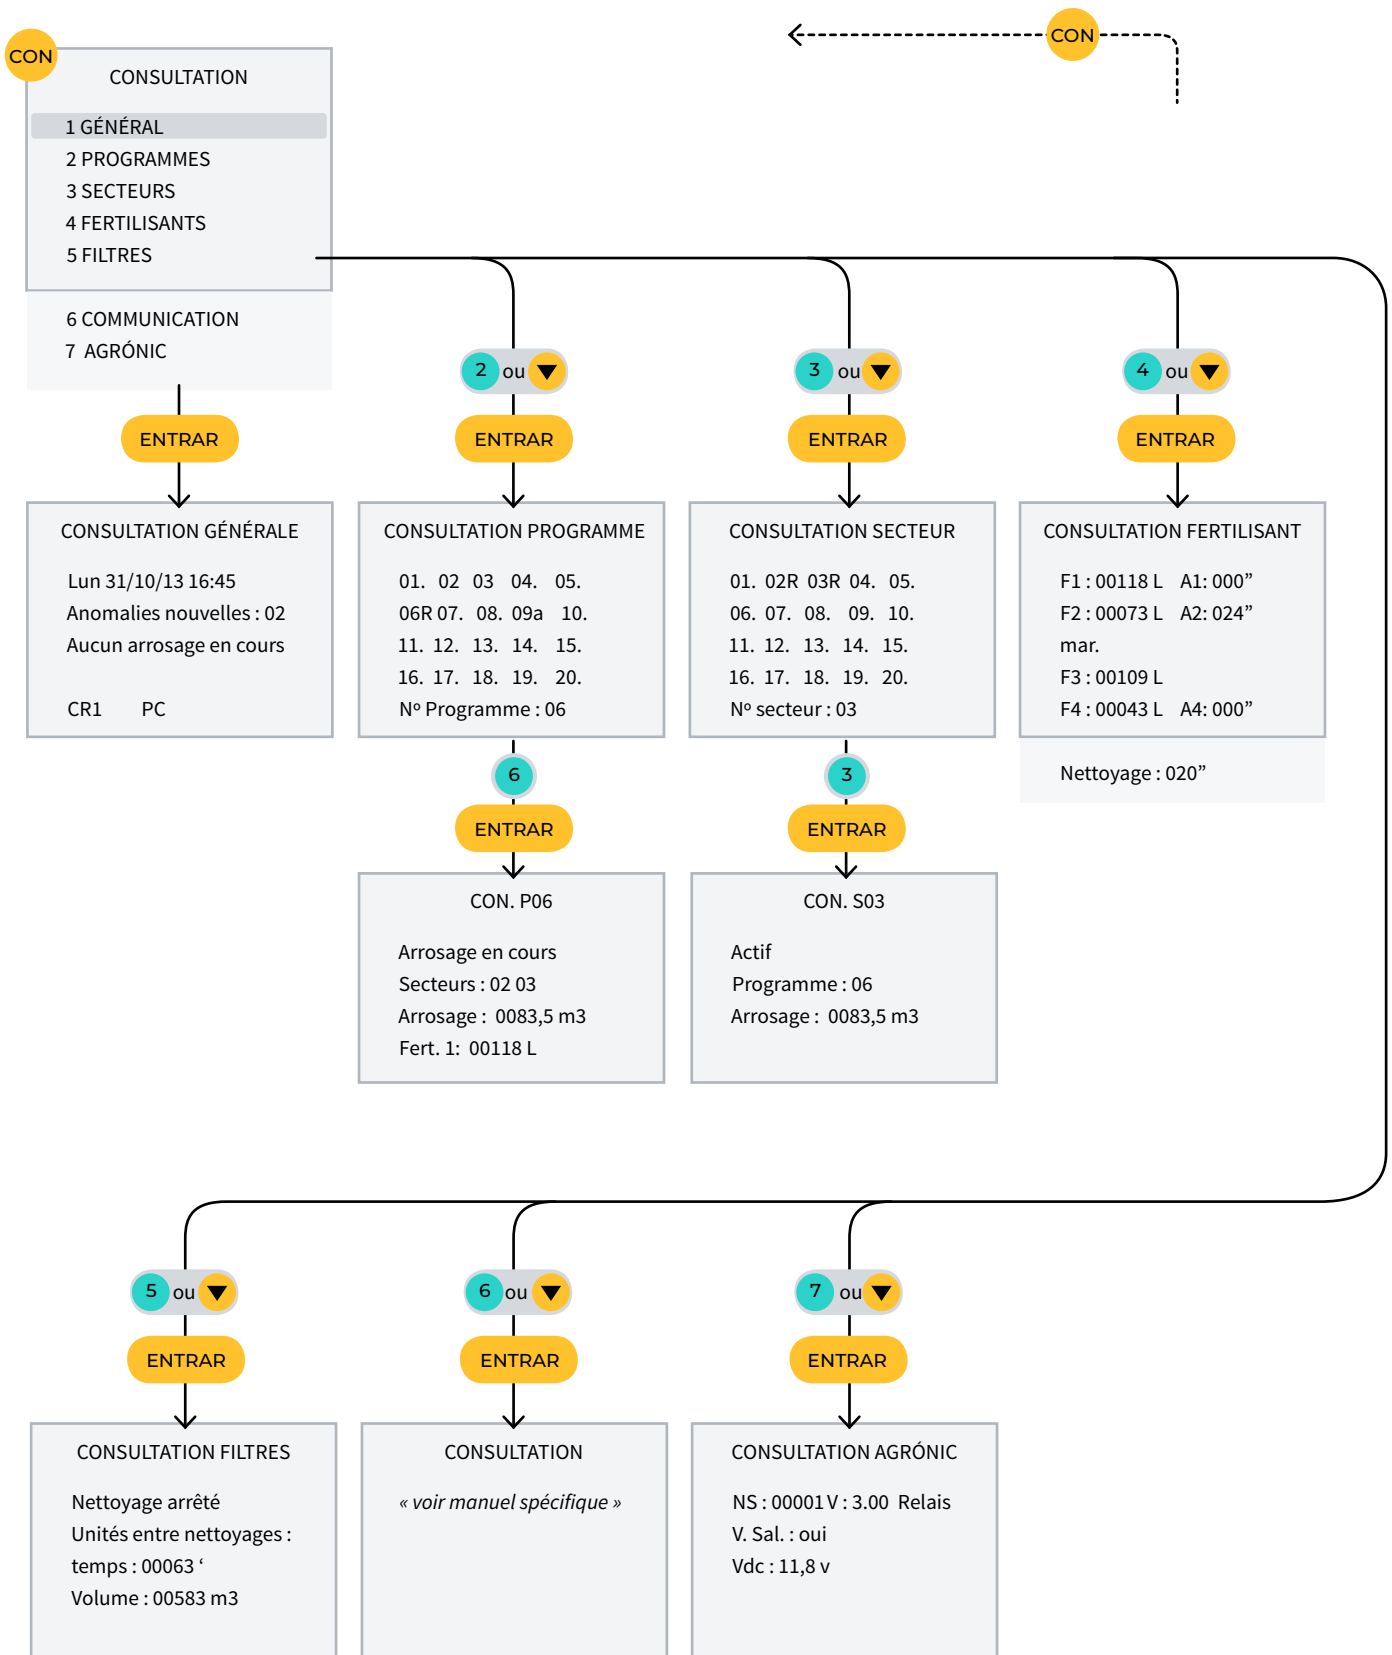 CON
CON
CONSULTATION
1 GÉNÉRAL
2 PROGRAMMES
3 SECTEURS
4 FERTILISANTS
5 FILTRES
6 COMMUNICATION
7 AGRÓNIC
2 ou
3 ou
4 ou
ENTRAR
ENTRAR
ENTRAR
ENTRAR
CONSULTATION GÉNÉRALE
Lun 31/10/13 16:45
Anomalies nouvelles : 02
Aucun arrosage en cours
CR1 PC
CONSULTATION PROGRAMME
01. 02 03 04. 05.
06R 07. 08. 09a 10.
11. 12. 13. 14. 15.
16. 17. 18. 19. 20.
Nº Programme : 06
CONSULTATION SECTEUR
01. 02R 03R 04. 05.
06. 07. 08. 09. 10.
11. 12. 13. 14. 15.
16. 17. 18. 19. 20.
Nº secteur : 03
CONSULTATION FERTILISANT
F1 : 00118 L A1: 000”
F2 : 00073 L A2: 024”
mar.
F3 : 00109 L
F4 : 00043 L A4: 000”
Nettoyage : 020”
6
3
ENTRAR
ENTRAR
CON. P06
Arrosage en cours
Secteurs : 02 03
Arrosage : 0083,5 m3
Fert. 1: 00118 L
CON. S03
Actif
Programme : 06
Arrosage : 0083,5 m3
5 ou
6 ou
7 ou
ENTRAR
ENTRAR
ENTRAR
CONSULTATION FILTRES
Nettoyage arrêté
Unités entre nettoyages :
temps : 00063 ‘
Volume : 00583 m3
CONSULTATION
« voir manuel spécifique »
CONSULTATION AGRÓNIC
NS : 00001 V : 3.00 Relais
V. Sal. : oui
Vdc : 11,8 v